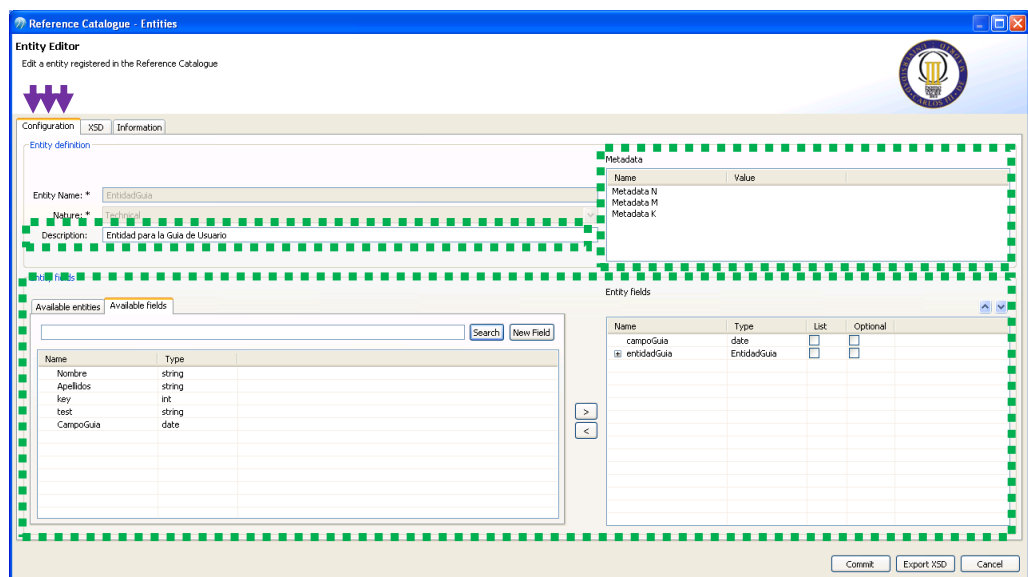 Reference Catalogue - Entities
Entity Editor
Edit a entity registered in the Reference Catalogue
Configuration XSD Information
Entity definition
Metadata
Name Value
Metadata N
Metadata M
Metadata K
Entity Name: * EntidadGuia
Nature: * Technical
Description: Entidad para la Guia de Usuario
Entity fields
Entity fields
Available entities Available fields
Search New Field
Name Type
Nombre string
Apellidos string
key int
test string
CampoGuia date
>
<
Name Type List Optional
campoGuia date
entidadGuia EntidadGuia
Commit Export XSD Cancel